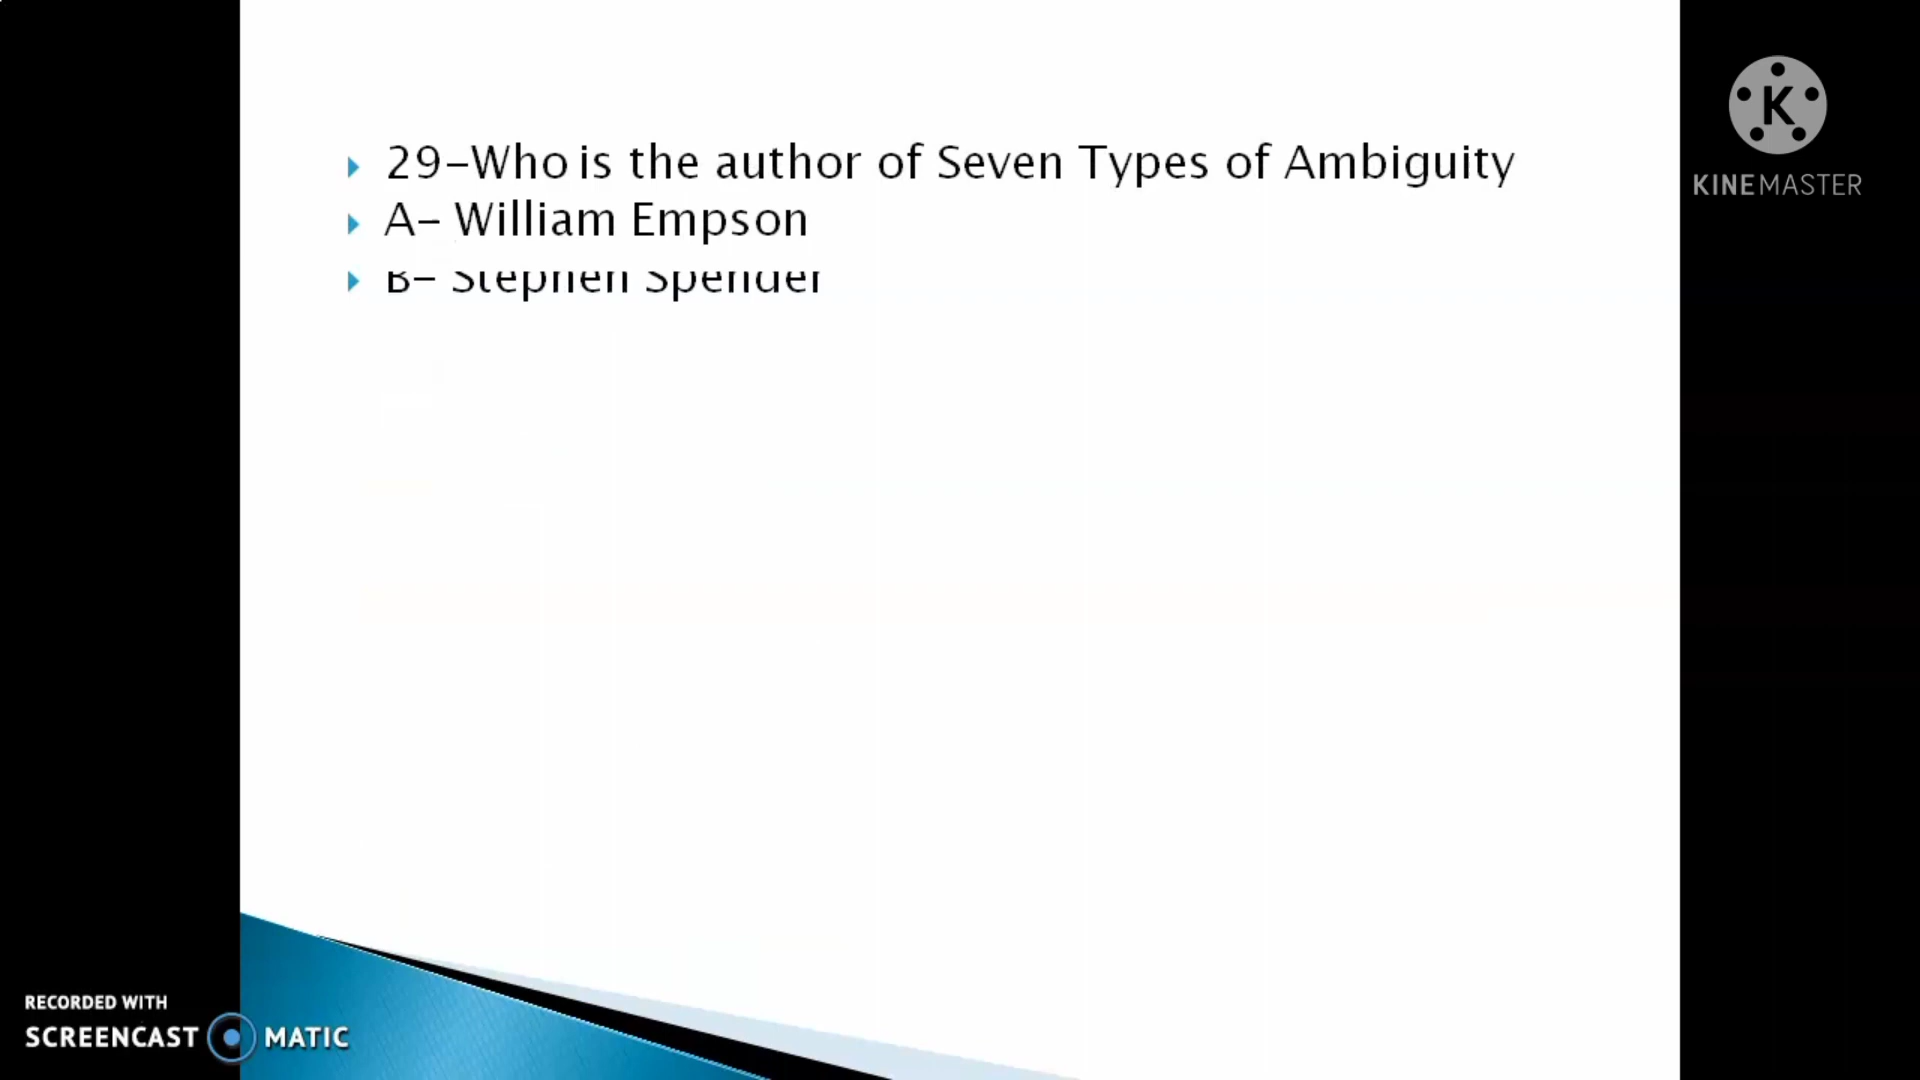 29-Who is the author of Seven Types of Ambiguity
A- William Empson
B- Stephen Spender
K
KINEMASTER
RECORDED WITH
SCREENCAST MATIC